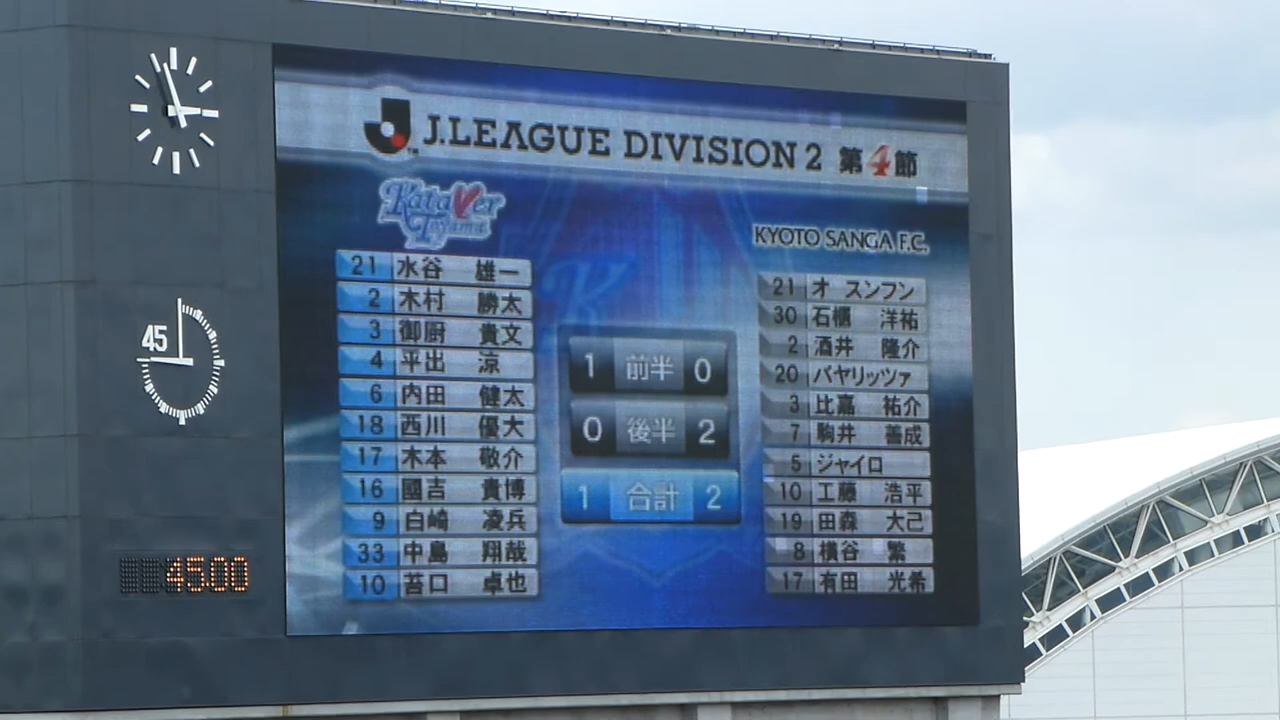 J.LEAGUE DIVISION 2 第4節
Kataller
Toyama
KYOTO SANGA F.C.
21 水谷 雄一
2 木村 勝太
3 御厨 貴文
4 平出 涼
6 内田 健太
18 西川 優大
17 木本 敬介
16 國吉 貴博
9 白崎 凌兵
33 中島 翔哉
10 苔口 卓也
1 前半 0
0 後半 2
1 合計 2
21 オ スンフン
30 石櫃 洋祐
2 酒井 隆介
20 バヤリッツァ
3 比嘉 祐介
7 駒井 善成
5 ジャイロ
10 工藤 浩平
19 田森 大己
8 横谷 繁
17 有田 光希
45
45:00